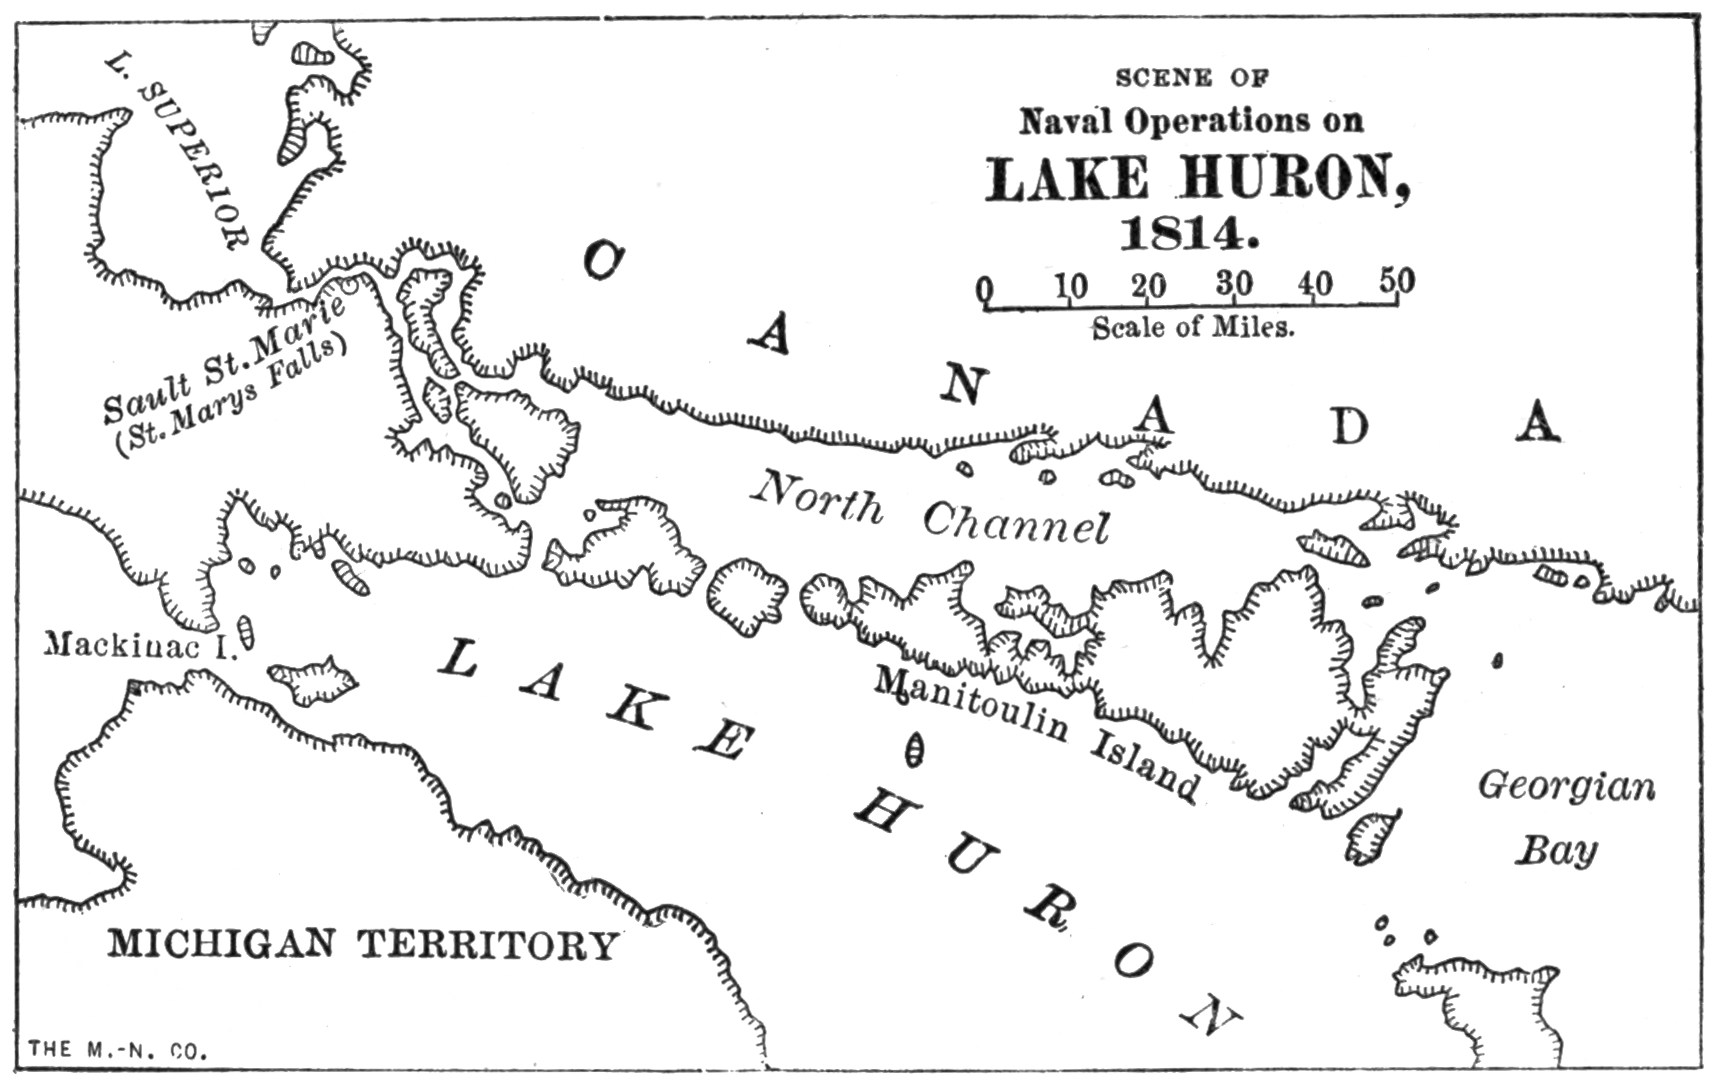 SCENE OF
Naval Operations on
LAKE HURON,
1814.
0 10 20 30 40 50
Scale of Miles.
L. SUPERIOR
CANADA
Sault St. Marie
(St. Marys Falls)
North Channel
Mackinac I.
LAKE HURON
Manitoulin Island
Georgian
Bay
MICHIGAN TERRITORY
THE M.-N. CO.